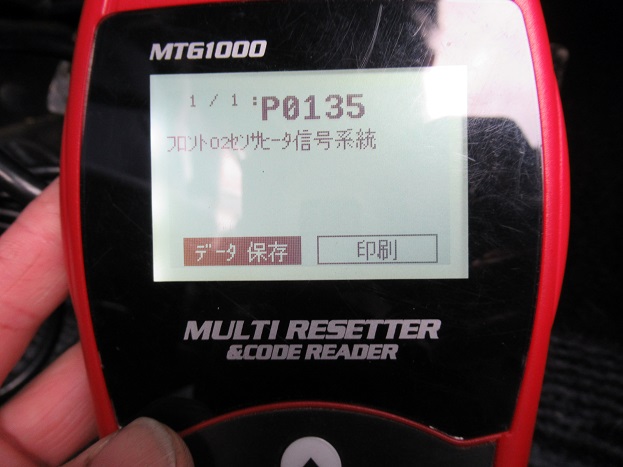 MTG1000
1 / 1 :P0135
フロントO2センサヒータ信号系統
データ 保存 印刷
MULTI RESETTER
&CODE READER